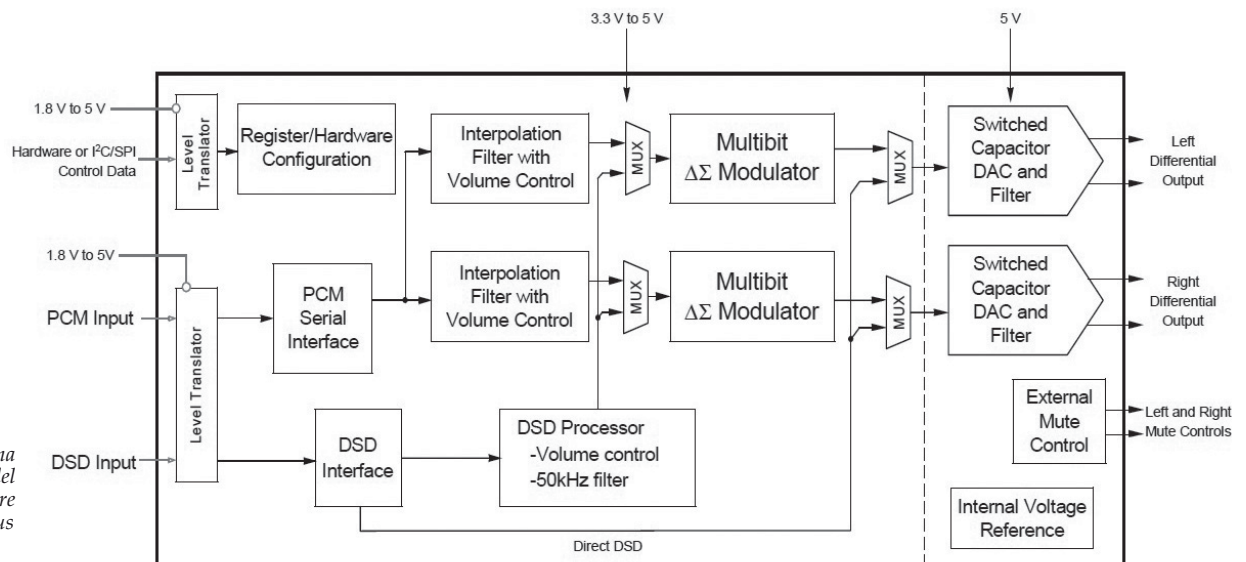 3.3 V to 5 V
5 V
1.8 V to 5 V
Hardware or I²C/SPI
Control Data
Level
Translator
Register/Hardware
Configuration
Interpolation
Filter with
Volume Control
MUX
Multibit
ΔΣ Modulator
MUX
Switched
Capacitor
DAC and
Filter
Left
Differential
Output
1.8 V to 5V
PCM Input
Level Translator
PCM
Serial
Interface
Interpolation
Filter with
Volume Control
MUX
Multibit
ΔΣ Modulator
MUX
Switched
Capacitor
DAC and
Filter
Right
Differential
Output
External
Mute
Control
Left and Right
Mute Controls
DSD Input
DSD
Interface
DSD Processor
-Volume control
-50kHz filter
Direct DSD
Internal Voltage
Reference